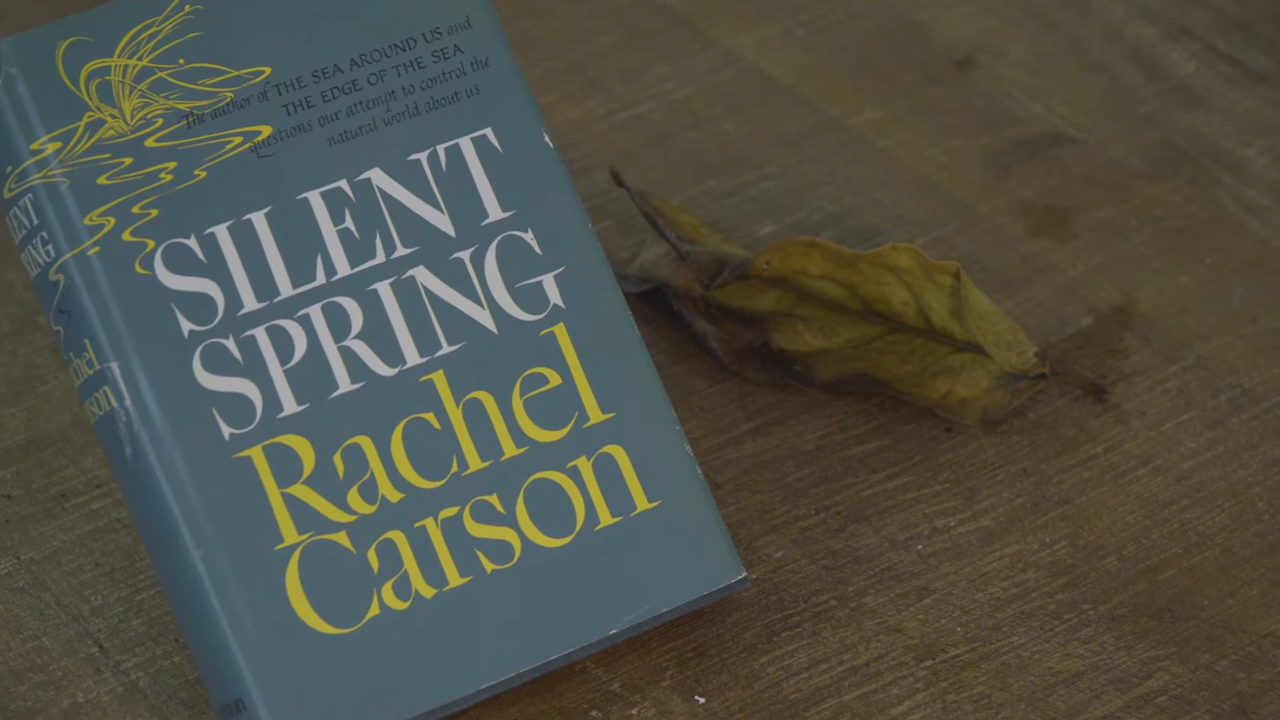 The author of THE SEA AROUND US and
THE EDGE OF THE SEA
questions our attempt to control the
natural world about us
SILENT
SPRING
Rachel
Carson